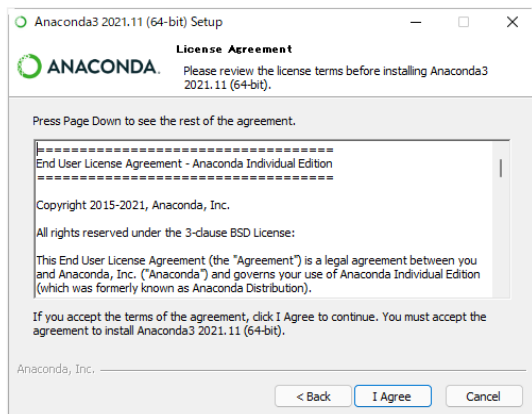 Anaconda3 2021.11 (64-bit) Setup
License Agreement
ANACONDA.
Please review the license terms before installing Anaconda3
2021.11 (64-bit).
Press Page Down to see the rest of the agreement.
===================================
End User License Agreement - Anaconda Individual Edition
===================================
Copyright 2015-2021, Anaconda, Inc.
All rights reserved under the 3-clause BSD License:
This End User License Agreement (the "Agreement") is a legal agreement between you
and Anaconda, Inc. ("Anaconda") and governs your use of Anaconda Individual Edition
(which was formerly known as Anaconda Distribution).
If you accept the terms of the agreement, click I Agree to continue. You must accept the
agreement to install Anaconda3 2021.11 (64-bit).
Anaconda, Inc.
< Back
I Agree
Cancel